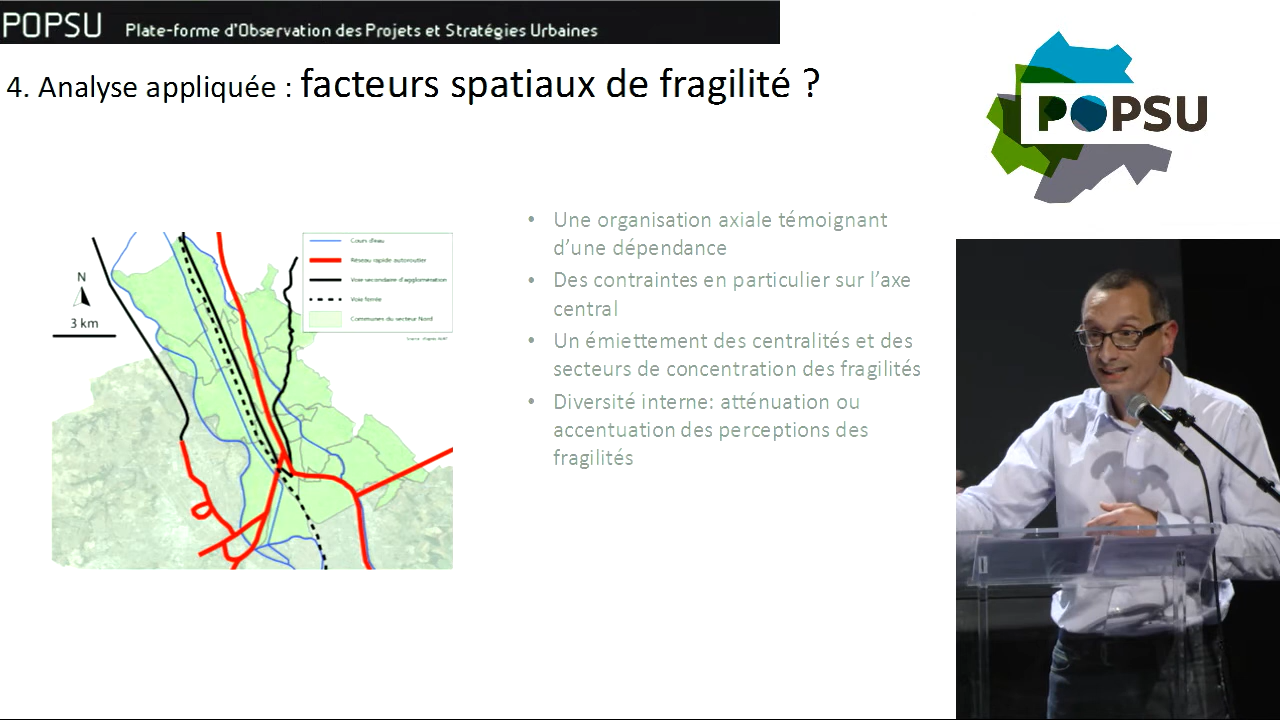 POPSU Plate-forme d'Observation des Projets et Stratégies Urbaines
4. Analyse appliquée : facteurs spatiaux de fragilité ?
POPSU
• Une organisation axiale témoignant
d'une dépendance
• Des contraintes en particulier sur l'axe
central
• Un émiettement des centralités et des
secteurs de concentration des fragilités
• Diversité interne: atténuation ou
accentuation des perceptions des
fragilités
N
3 km
Cours d'eau
Réseau rapide autoroutier
Voie secondaire d'agglomération
Voie ferrée
Communes du secteur Nord